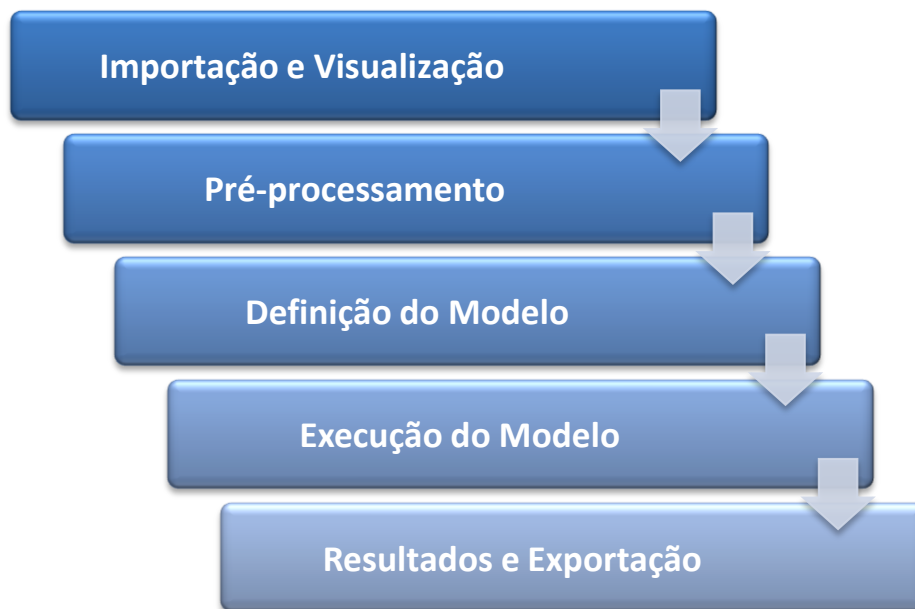 Importação e Visualização
Pré-processamento
Definição do Modelo
Execução do Modelo
Resultados e Exportação